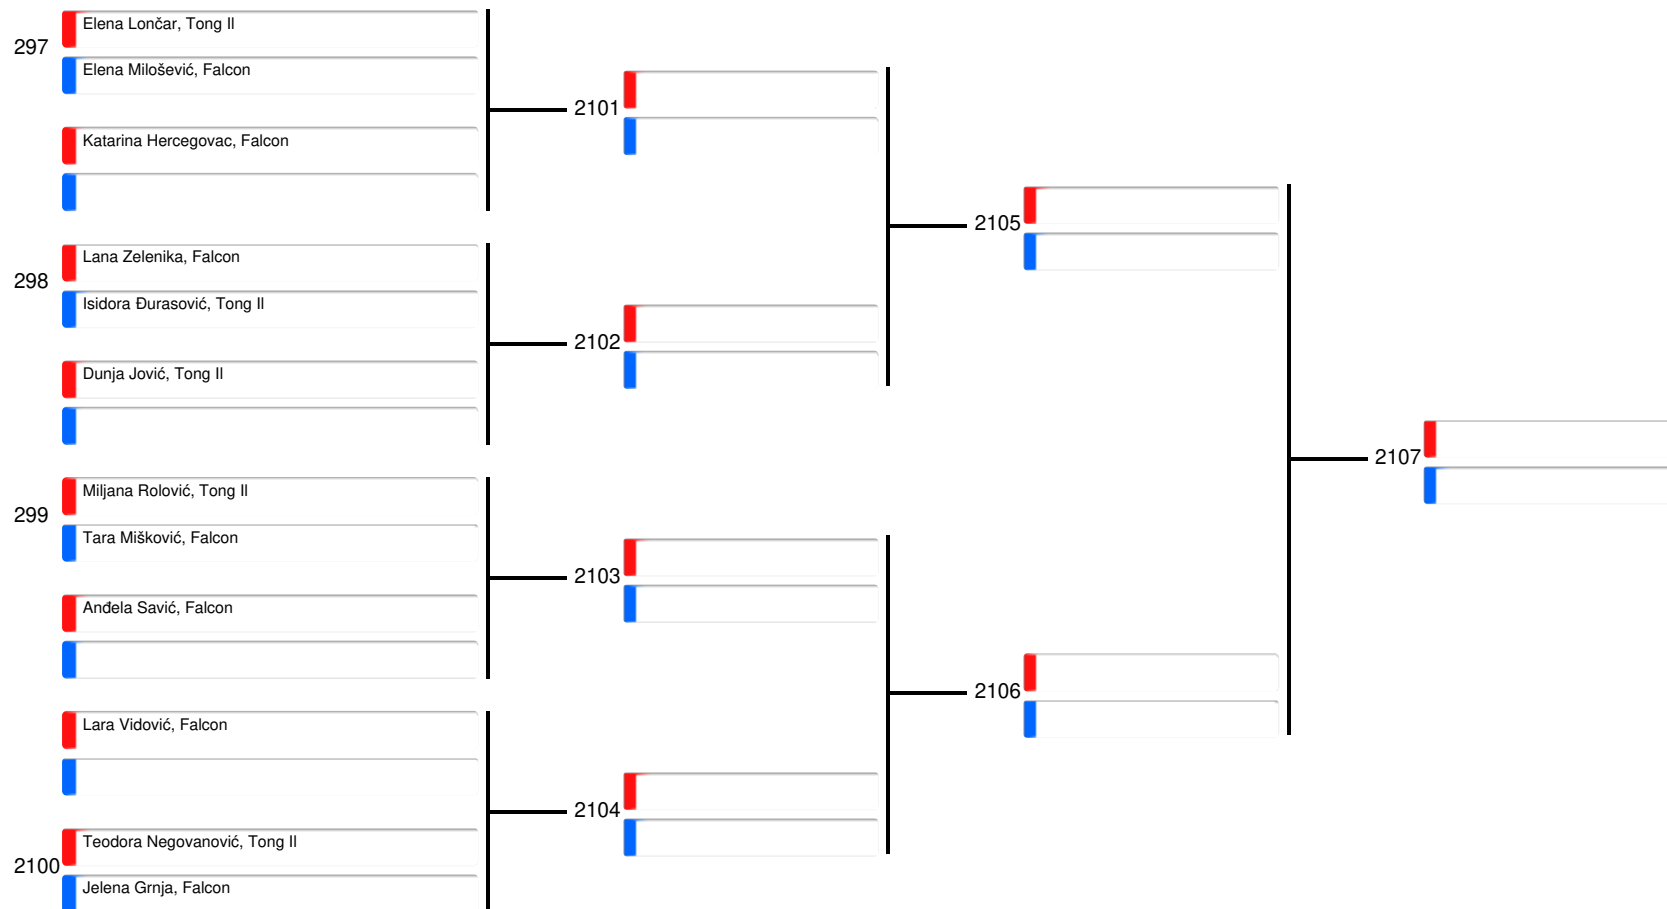 297
Elena Lončar, Tong Il
Elena Milošević, Falcon
2101
Katarina Hercegovac, Falcon
2105
298
Lana Zelenika, Falcon
Isidora Đurasović, Tong Il
2102
Dunja Jović, Tong Il
2107
299
Miljana Rolović, Tong Il
Tara Mišković, Falcon
2103
Anđela Savić, Falcon
2106
Lara Vidović, Falcon
2104
2100
Teodora Negovanović, Tong Il
Jelena Grnja, Falcon